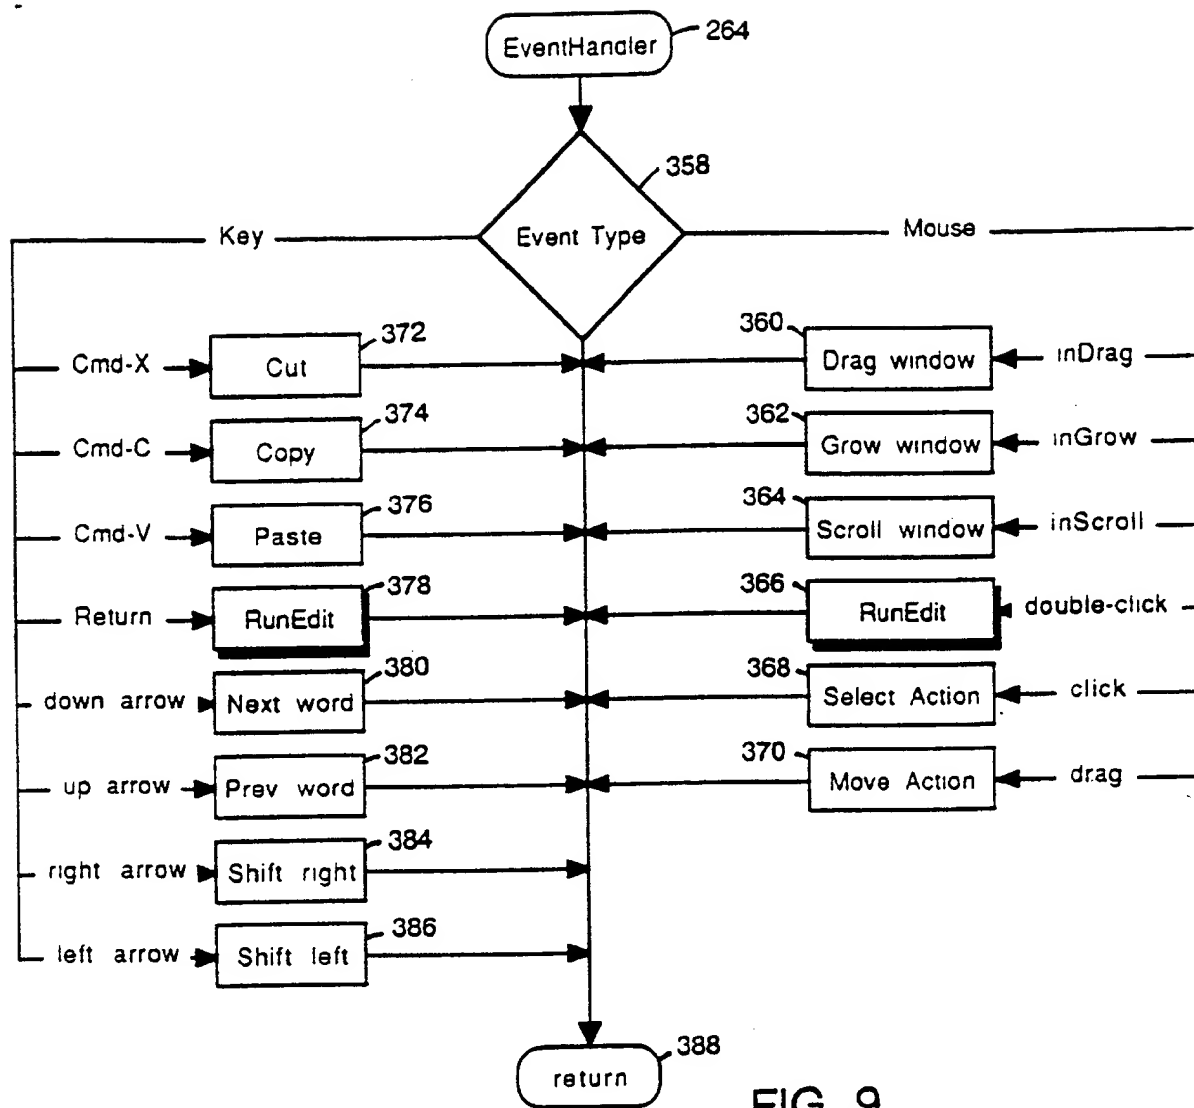 EventHandler 264
358
Key Event Type Mouse
372 360
Cmd-X Cut Drag window inDrag
374 362
Cmd-C Copy Grow window inGrow
376 364
Cmd-V Paste Scroll window inScroll
378 366
Return RunEdit RunEdit double-click
380 368
down arrow Next word Select Action click
382 370
up arrow Prev word Move Action drag
384
right arrow Shift right
386
left arrow Shift left
388
return
FIG. 9